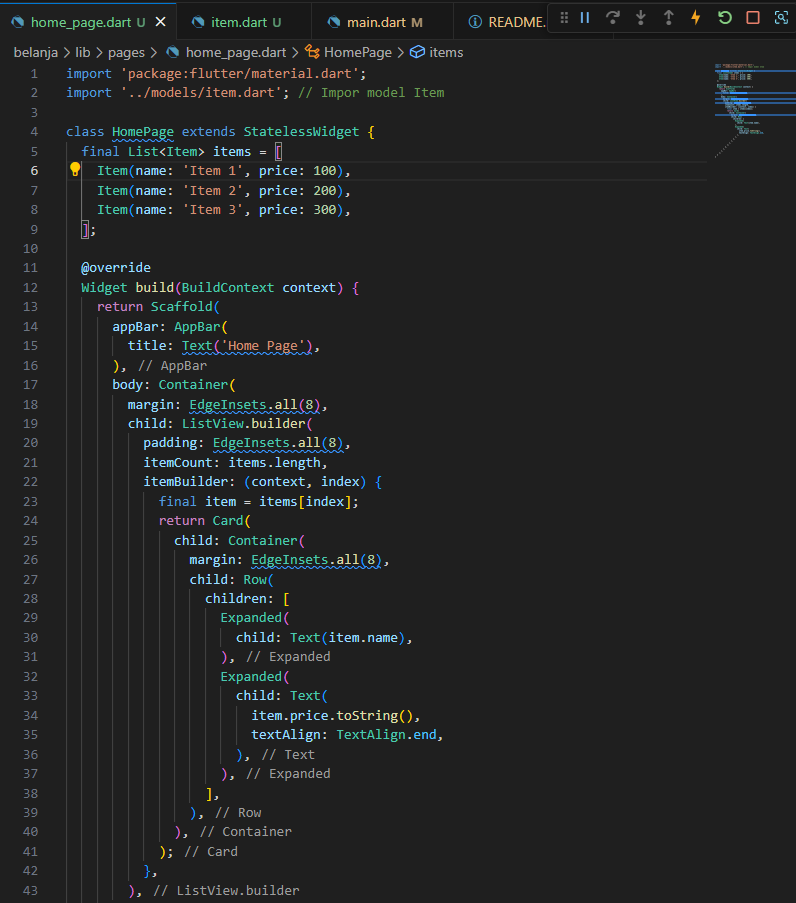 home_page.dart U
item.dart U
main.dart M
README.
belanja > lib > pages > home_page.dart > HomePage > items
1 import 'package:flutter/material.dart';
2 import '../models/item.dart'; // Impor model Item
3
4 class HomePage extends StatelessWidget {
5   final List<Item> items = [
6     Item(name: 'Item 1', price: 100),
7     Item(name: 'Item 2', price: 200),
8     Item(name: 'Item 3', price: 300),
9   ];
10
11   @override
12   Widget build(BuildContext context) {
13     return Scaffold(
14       appBar: AppBar(
15         title: Text('Home Page'),
16       ), // AppBar
17       body: Container(
18         margin: EdgeInsets.all(8),
19         child: ListView.builder(
20           padding: EdgeInsets.all(8),
21           itemCount: items.length,
22           itemBuilder: (context, index) {
23             final item = items[index];
24             return Card(
25               child: Container(
26                 margin: EdgeInsets.all(8),
27                 child: Row(
28                   children: [
29                     Expanded(
30                       child: Text(item.name),
31                     ), // Expanded
32                     Expanded(
33                       child: Text(
34                         item.price.toString(),
35                         textAlign: TextAlign.end,
36                       ), // Text
37                     ), // Expanded
38                   ],
39                 ), // Row
40               ), // Container
41             ); // Card
42           },
43         ), // ListView.builder